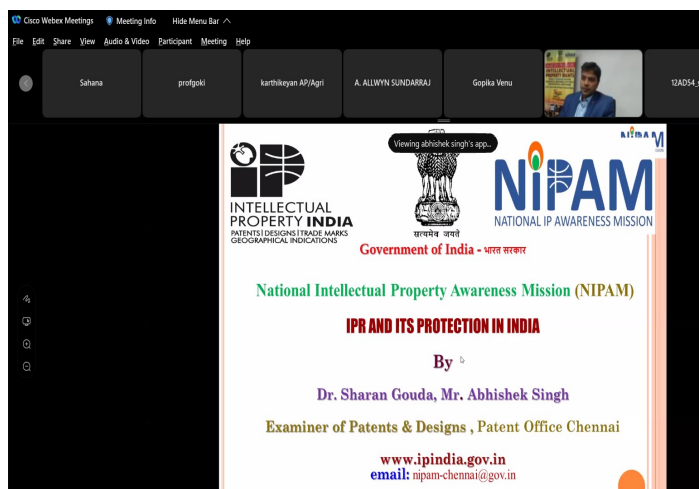 Cisco Webex Meetings Meeting Info Hide Menu Bar
File Edit Share View Audio & Video Participant Meeting Help
Sahana
profgoki
karthikeyan AP/Agri
A. ALLWYN SUNDARRAJ
Gopika Venu
12AD54_
Viewing abhishek singh's app...
INTELLECTUAL
PROPERTY INDIA
PATENTS | DESIGNS | TRADE MARKS
GEOGRAPHICAL INDICATIONS
सत्यमेव जयते
NiPAM
NATIONAL IP AWARENESS MISSION
Government of India - भारत सरकार
National Intellectual Property Awareness Mission (NIPAM)
IPR AND ITS PROTECTION IN INDIA
By
Dr. Sharan Gouda, Mr. Abhishek Singh
Examiner of Patents & Designs , Patent Office Chennai
www.ipindia.gov.in
email: nipam-chennai@gov.in